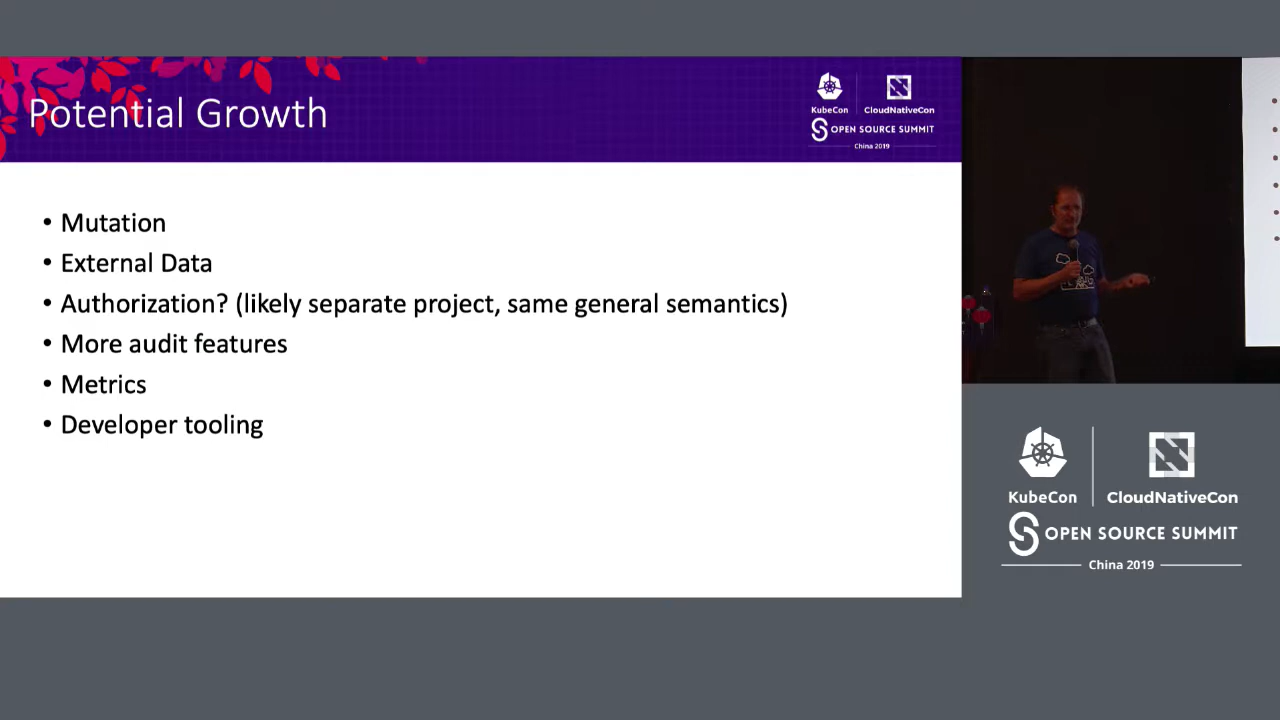 Potential Growth
KubeCon
CloudNativeCon
OPEN SOURCE SUMMIT
China 2019
• Mutation
• External Data
• Authorization? (likely separate project, same general semantics)
• More audit features
• Metrics
• Developer tooling
KubeCon
CloudNativeCon
OPEN SOURCE SUMMIT
China 2019